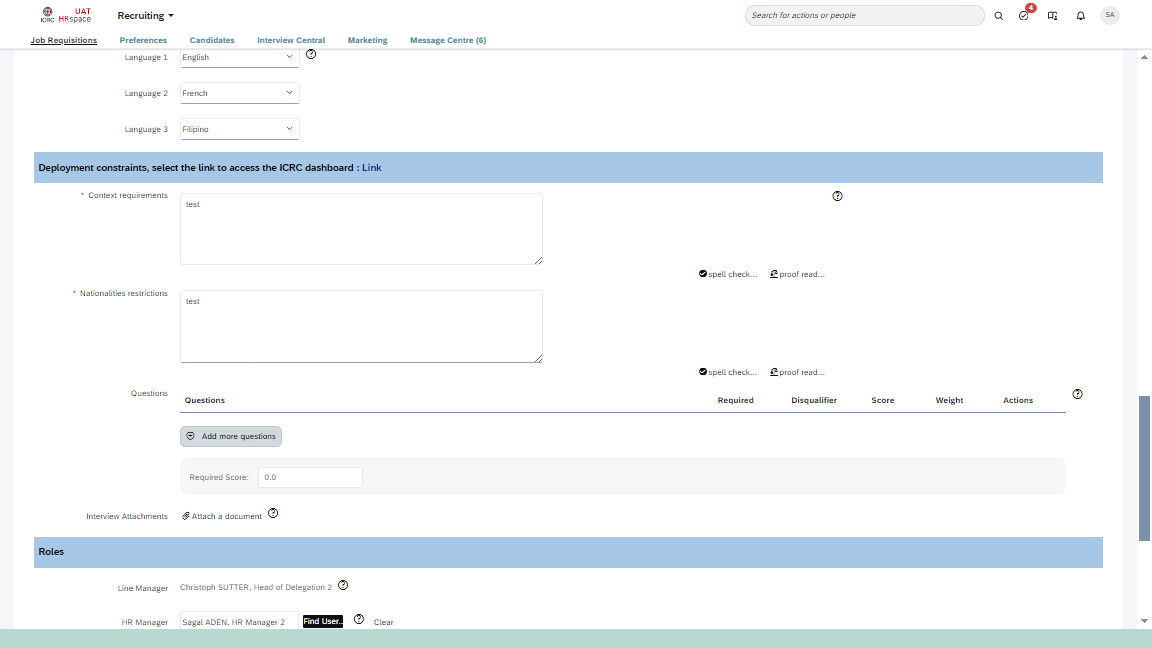 ICRC
UAT
HRspace
Recruiting
Search for actions or people
4
SA
Job Requisitions
Preferences
Candidates
Interview Central
Marketing
Message Centre (6)
Language 1
English
Language 2
French
Language 3
Filipino
Deployment constraints, select the link to access the ICRC dashboard : Link
* Context requirements
test
spell check...
proof read...
* Nationalities restrictions
test
spell check...
proof read...
Questions
Questions
Required
Disqualifier
Score
Weight
Actions
Add more questions
Required Score:
0.0
Interview Attachments
Attach a document
Roles
Line Manager
Christoph SUTTER, Head of Delegation 2
HR Manager
Sagal ADEN, HR Manager 2
Find User..
Clear